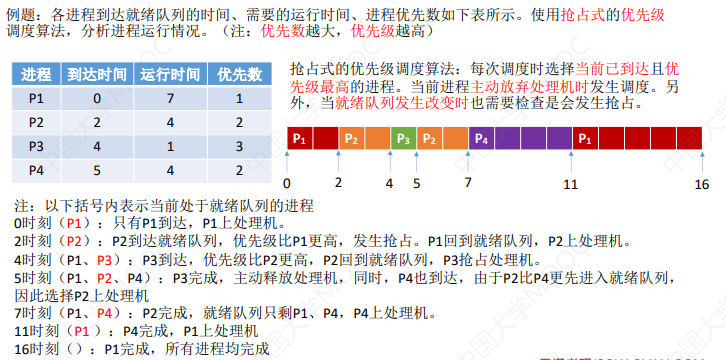 例题：各进程到达就绪队列的时间、需要的运行时间、进程优先数如下表所示。使用抢占式的优先级
调度算法，分析进程运行情况。（注：优先数越大，优先级越高）
进程 到达时间 运行时间 优先数
P1 0 7 1
P2 2 4 2
P3 4 1 3
P4 5 4 2
抢占式的优先级调度算法：每次调度时选择当前已到达且优
先级最高的进程。当前进程主动放弃处理机时发生调度。另
外，当就绪队列发生改变时也需要检查是会发生抢占。
P1 P2 P3 P2 P4 P1
0 2 4 5 7 11 16
注：以下括号内表示当前处于就绪队列的进程
0时刻（P1）：只有P1到达，P1上处理机。
2时刻（P2）：P2到达就绪队列，优先级比P1更高，发生抢占。P1回到就绪队列，P2上处理机。
4时刻（P1、P3）：P3到达，优先级比P2更高，P2回到就绪队列，P3抢占处理机。
5时刻（P1、P2、P4）：P3完成，主动释放处理机，同时，P4也到达，由于P2比P4更先进入就绪队列，
因此选择P2上处理机
7时刻（P1、P4）：P2完成，就绪队列只剩P1、P4，P4上处理机。
11时刻（P1 ）：P4完成，P1上处理机
16时刻（）：P1完成，所有进程均完成
中国大学MOOC